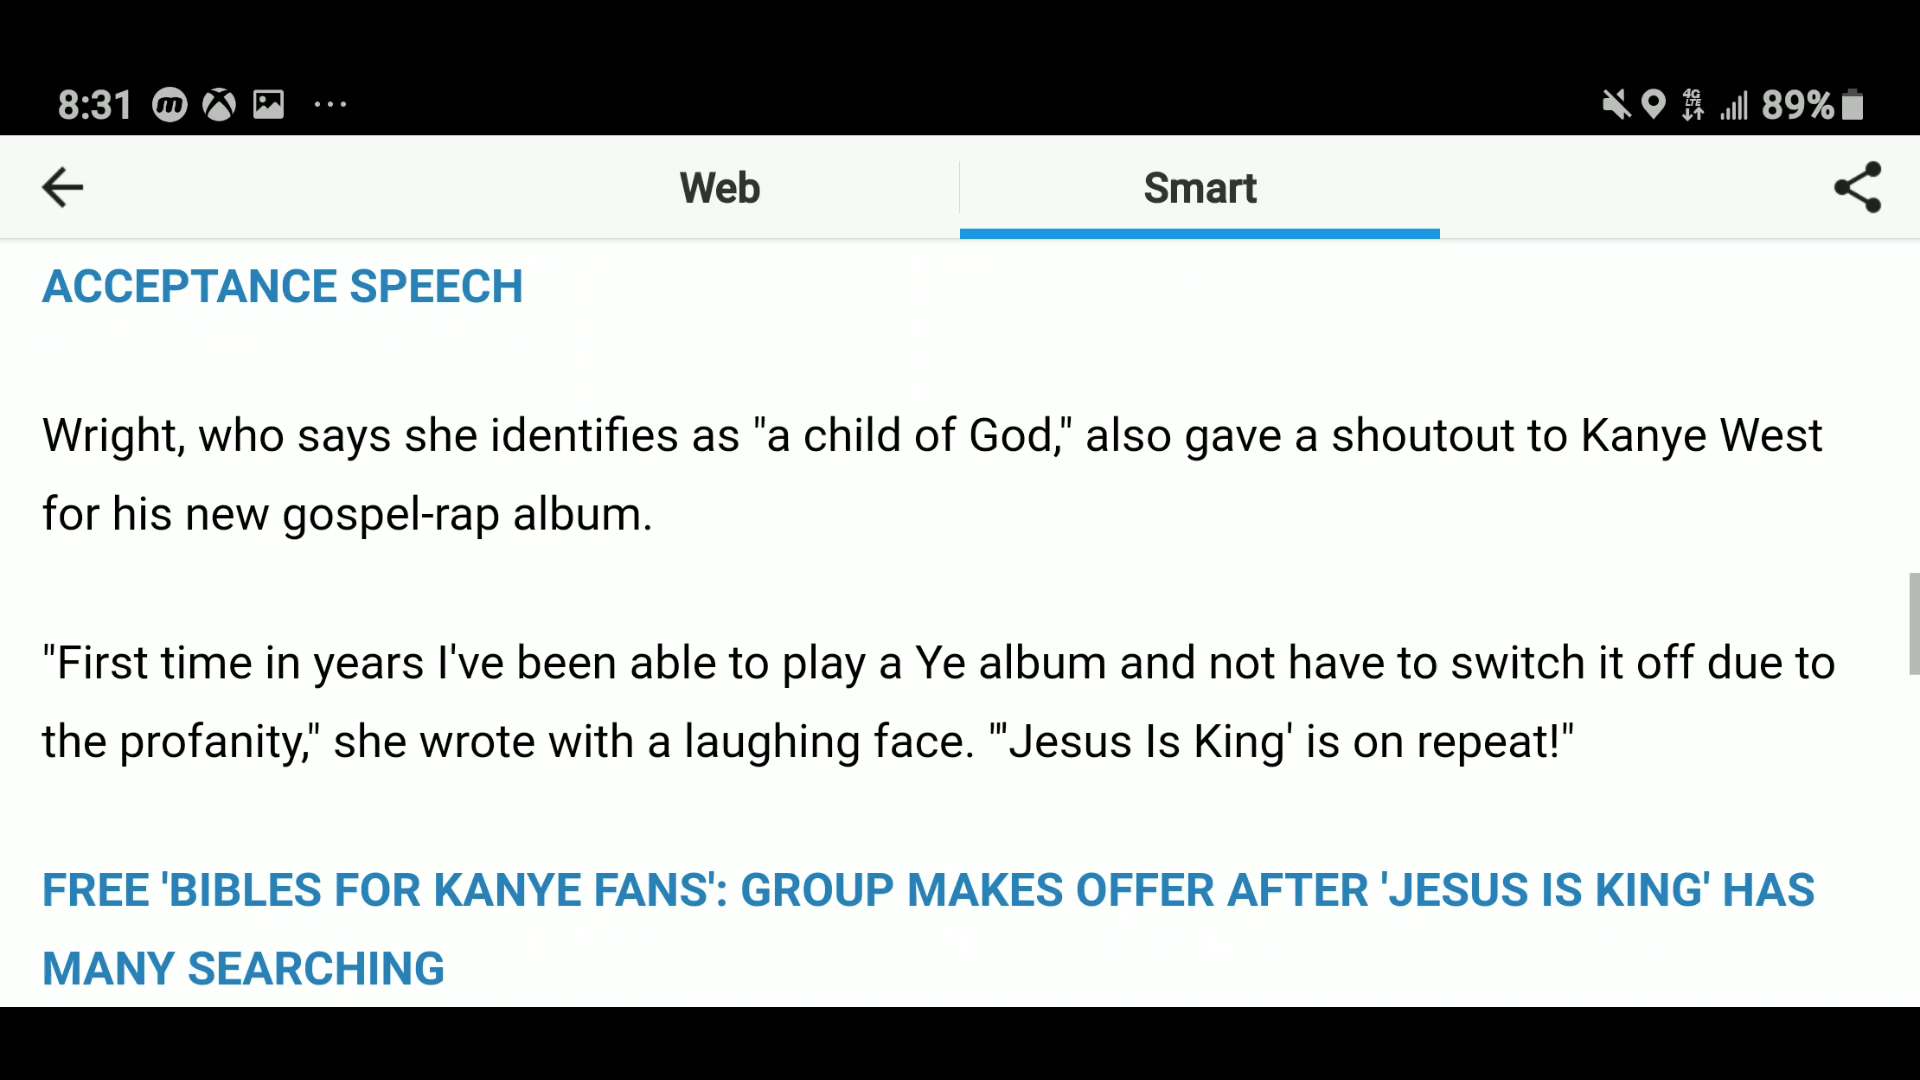 8:31 m ... 4G LTE 89%
Web Smart
ACCEPTANCE SPEECH
Wright, who says she identifies as "a child of God," also gave a shoutout to Kanye West
for his new gospel-rap album.
"First time in years I've been able to play a Ye album and not have to switch it off due to
the profanity," she wrote with a laughing face. "'Jesus Is King' is on repeat!"
FREE 'BIBLES FOR KANYE FANS': GROUP MAKES OFFER AFTER 'JESUS IS KING' HAS
MANY SEARCHING